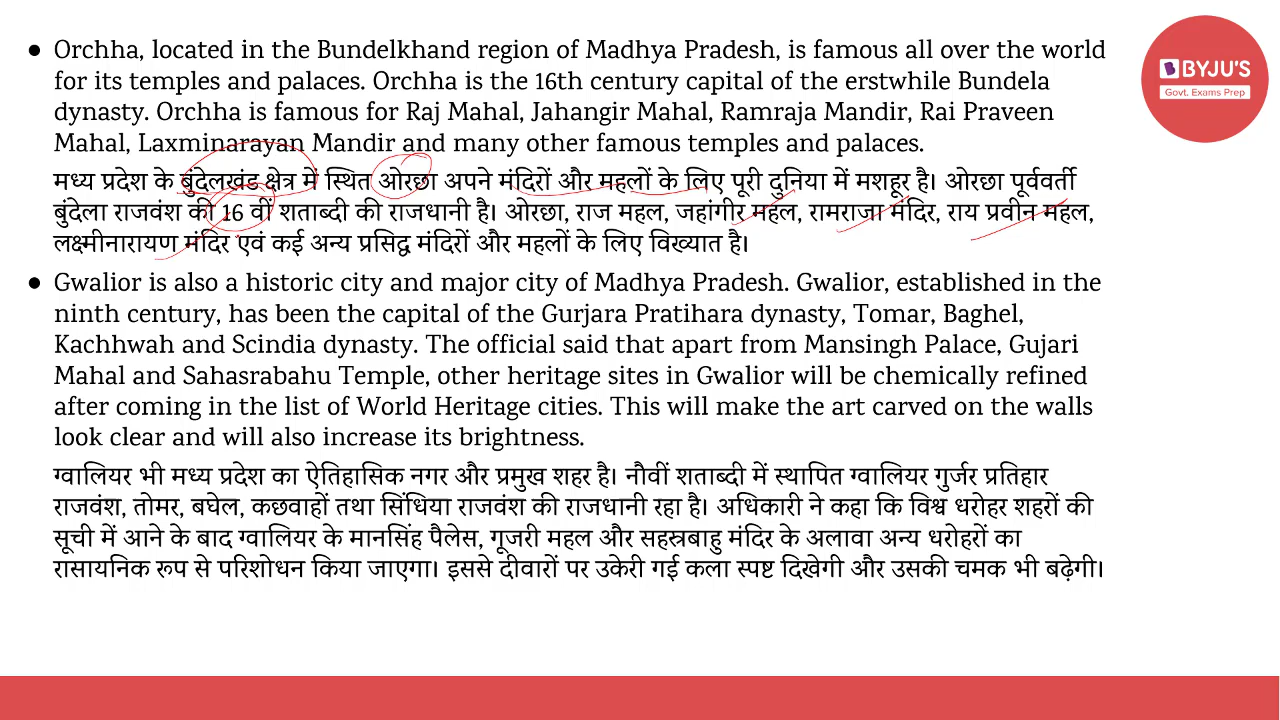 ● Orchha, located in the Bundelkhand region of Madhya Pradesh, is famous all over the world
for its temples and palaces. Orchha is the 16th century capital of the erstwhile Bundela
dynasty. Orchha is famous for Raj Mahal, Jahangir Mahal, Ramraja Mandir, Rai Praveen
Mahal, Laxminarayan Mandir and many other famous temples and palaces.
मध्य प्रदेश के बुंदेलखंड क्षेत्र में स्थित ओरछा अपने मंदिरों और महलों के लिए पूरी दुनिया में मशहूर है। ओरछा पूर्ववर्ती
बुंदेला राजवंश की 16 वीं शताब्दी की राजधानी है। ओरछा, राज महल, जहांगीर महल, रामराजा मंदिर, राय प्रवीन महल,
लक्ष्मीनारायण मंदिर एवं कई अन्य प्रसिद्ध मंदिरों और महलों के लिए विख्यात है।
● Gwalior is also a historic city and major city of Madhya Pradesh. Gwalior, established in the
ninth century, has been the capital of the Gurjara Pratihara dynasty, Tomar, Baghel,
Kachhwah and Scindia dynasty. The official said that apart from Mansingh Palace, Gujari
Mahal and Sahasrabahu Temple, other heritage sites in Gwalior will be chemically refined
after coming in the list of World Heritage cities. This will make the art carved on the walls
look clear and will also increase its brightness.
ग्वालियर भी मध्य प्रदेश का ऐतिहासिक नगर और प्रमुख शहर है। नौवीं शताब्दी में स्थापित ग्वालियर गुर्जर प्रतिहार
राजवंश, तोमर, बघेल, कछवाहों तथा सिंधिया राजवंश की राजधानी रहा है। अधिकारी ने कहा कि विश्व धरोहर शहरों की
सूची में आने के बाद ग्वालियर के मानसिंह पैलेस, गूजरी महल और सहस्रबाहु मंदिर के अलावा अन्य धरोहरों का
रासायनिक रूप से परिशोधन किया जाएगा। इससे दीवारों पर उकेरी गई कला स्पष्ट दिखेगी और उसकी चमक भी बढ़ेगी।
BYJU'S
Govt. Exams Prep